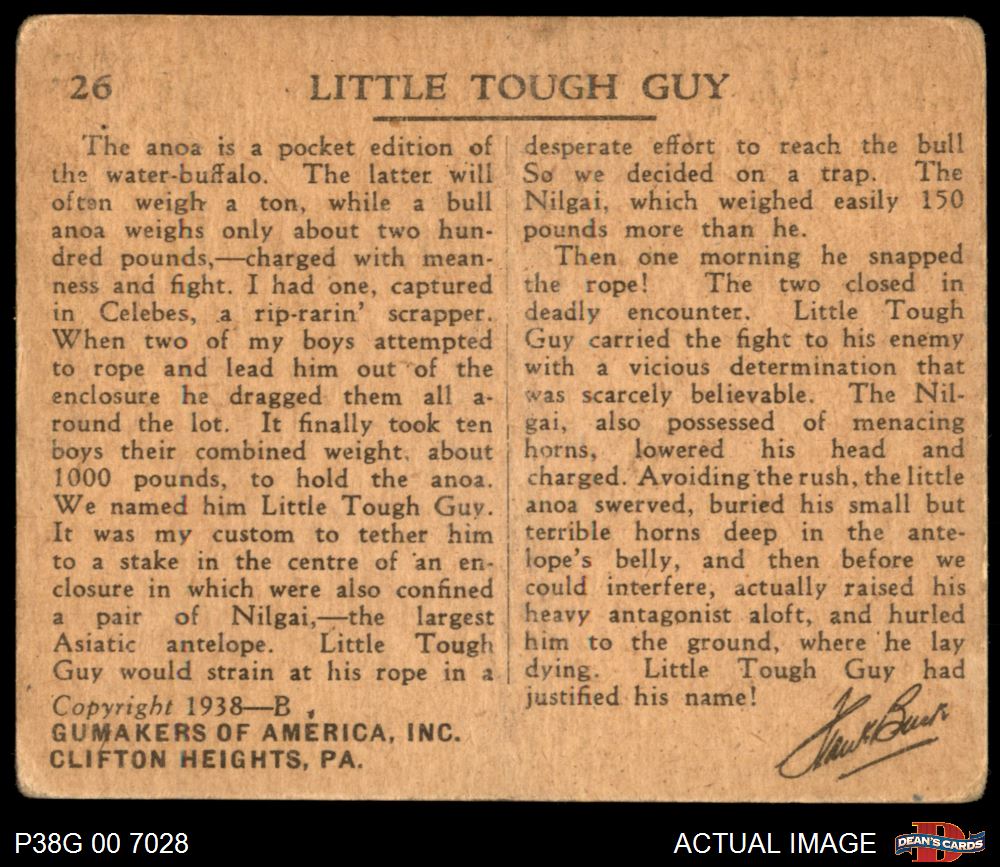 26
LITTLE TOUGH GUY
The anoa is a pocket edition of
the water-buffalo. The latter will
often weigh a ton, while a bull
anoa weighs only about two hun-
dred pounds,—charged with mean-
ness and fight. I had one, captured
in Celebes, a rip-rarin' scrapper.
When two of my boys attempted
to rope and lead him out of the
enclosure he dragged them all a-
round the lot. It finally took ten
boys their combined weight, about
1000 pounds, to hold the anoa.
We named him Little Tough Guy.
It was my custom to tether him
to a stake in the centre of an en-
closure in which were also confined
a pair of Nilgai,—the largest
Asiatic antelope. Little Tough
Guy would strain at his rope in a
desperate effort to reach the bull
So we decided on a trap. The
Nilgai, which weighed easily 150
pounds more than he.
Then one morning he snapped
the rope! The two closed in
deadly encounter. Little Tough
Guy carried the fight to his enemy
with a vicious determination that
was scarcely believable. The Nil-
gai, also possessed of menacing
horns, lowered his head and
charged. Avoiding the rush, the little
anoa swerved, buried his small but
terrible horns deep in the ante-
lope's belly, and then before we
could interfere, actually raised his
heavy antagonist aloft, and hurled
him to the ground, where he lay
dying. Little Tough Guy had
justified his name!
Frank Buck
Copyright 1938—B
GUMAKERS OF AMERICA, INC.
CLIFTON HEIGHTS, PA.
P38G 00 7028
ACTUAL IMAGE
D
DEAN'S CARDS